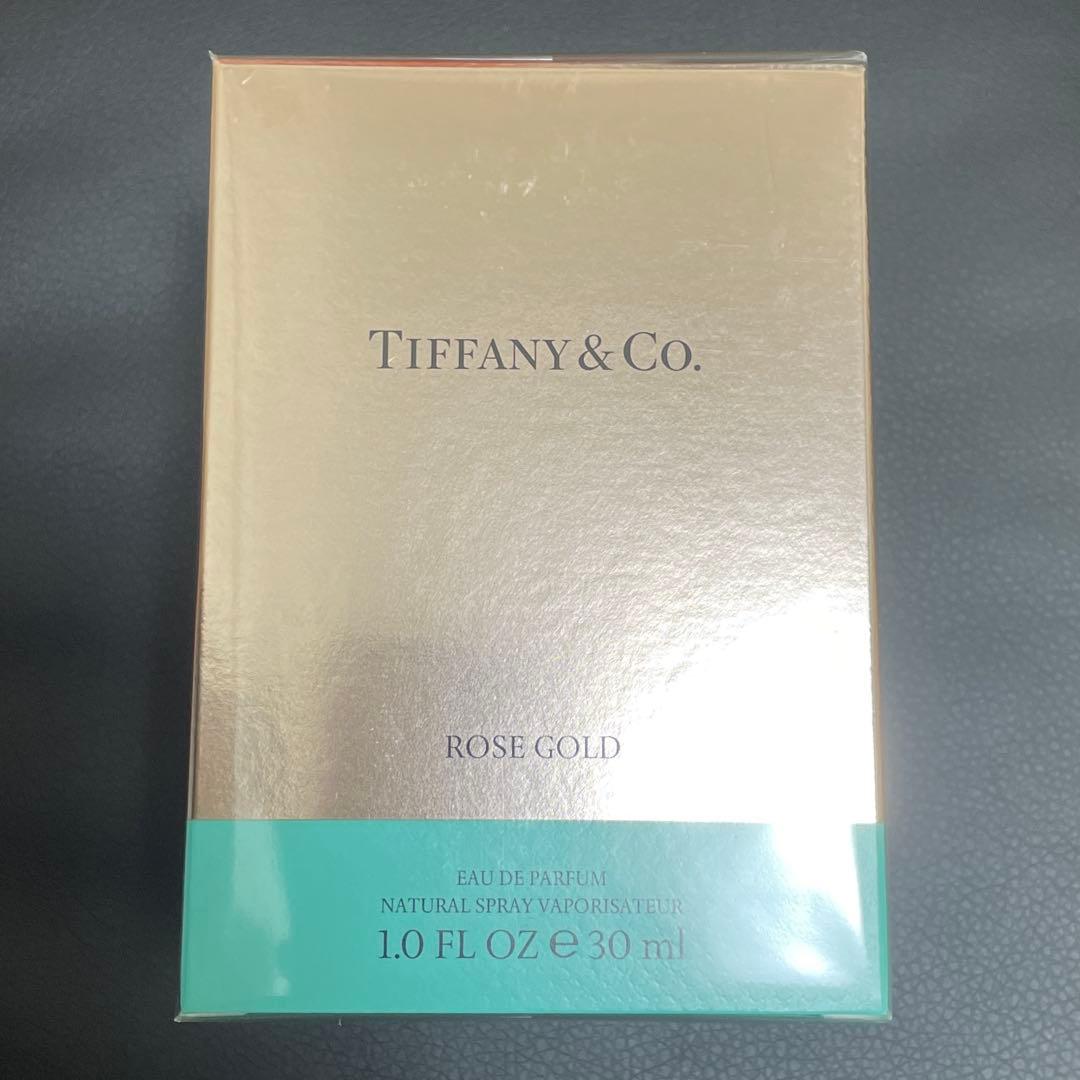 TIFFANY & CO.
ROSE GOLD
EAU DE PARFUM
NATURAL SPRAY VAPORISATEUR
1.0 FL OZ ℮ 30 ml